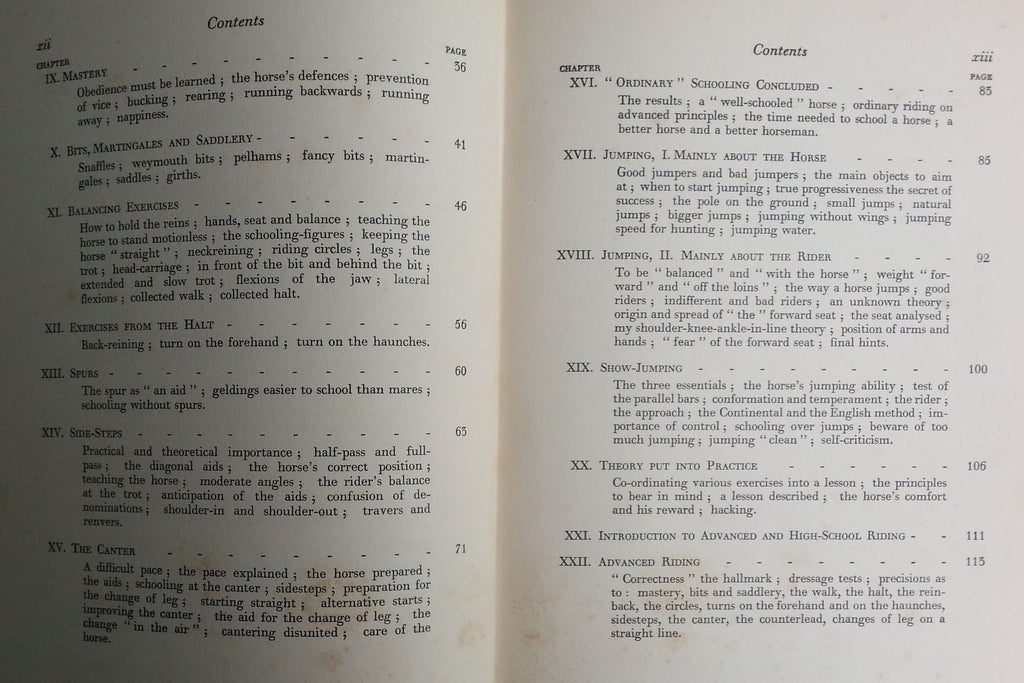 Contents
xii
CHAPTER
PAGE
IX. MASTERY - - - - - - - - - 36
Obedience must be learned ; the horse's defences ; prevention
of vice ; bucking ; rearing ; running backwards ; running
away ; nappiness.
X. BITS, MARTINGALES AND SADDLERY - - - - - 41
Snaffles ; weymouth bits ; pelhams ; fancy bits ; martin-
gales ; saddles ; girths.
XI. BALANCING EXERCISES - - - - - - - 46
How to hold the reins ; hands, seat and balance ; teaching the
horse to stand motionless ; the schooling-figures ; keeping the
horse " straight " ; neckreining ; riding circles ; legs ; the
trot ; head-carriage ; in front of the bit and behind the bit ;
extended and slow trot ; flexions of the jaw ; lateral
flexions ; collected walk ; collected halt.
XII. EXERCISES FROM THE HALT - - - - - - 56
Back-reining ; turn on the forehand ; turn on the haunches.
XIII. SPURS - - - - - - - - - - 60
The spur as " an aid " ; geldings easier to school than mares ;
schooling without spurs.
XIV. SIDE-STEPS - - - - - - - - - 63
Practical and theoretical importance ; half-pass and full-
pass ; the diagonal aids ; the horse's correct position ;
teaching the horse ; moderate angles ; the rider's balance
at the trot ; anticipation of the aids ; confusion of de-
nominations ; shoulder-in and shoulder-out ; travers and
renvers.
XV. THE CANTER - - - - - - - - 71
A difficult pace ; the pace explained ; the horse prepared ;
the aids ; schooling at the canter ; sidesteps ; preparation for
the change of leg ; starting straight ; alternative starts ;
improving the canter ; the aid for the change of leg ; the
change " in the air " ; cantering disunited ; care of the
horse.
Contents
xiii
CHAPTER
PAGE
XVI. " ORDINARY " SCHOOLING CONCLUDED - - - - - 83
The results ; a " well-schooled " horse ; ordinary riding on
advanced principles ; the time needed to school a horse ; a
better horse and a better horseman.
XVII. JUMPING, I. MAINLY ABOUT THE HORSE - - - - 85
Good jumpers and bad jumpers ; the main objects to aim
at ; when to start jumping ; true progressiveness the secret of
success ; the pole on the ground ; small jumps ; natural
jumps ; bigger jumps ; jumping without wings ; jumping
speed for hunting ; jumping water.
XVIII. JUMPING, II. MAINLY ABOUT THE RIDER - - - - 92
To be " balanced " and " with the horse " ; weight " for-
ward " and " off the loins " ; the way a horse jumps ; good
riders ; indifferent and bad riders ; an unknown theory ;
origin and spread of " the " forward seat ; the seat analysed ;
my shoulder-knee-ankle-in-line theory ; position of arms and
hands ; " fear " of the forward seat ; final hints.
XIX. SHOW-JUMPING - - - - - - - - - 100
The three essentials ; the horse's jumping ability ; test of
the parallel bars ; conformation and temperament ; the rider ;
the approach ; the Continental and the English method ; im-
portance of control ; schooling over jumps ; beware of too
much jumping ; jumping " clean " ; self-criticism.
XX. THEORY PUT INTO PRACTICE - - - - - - 106
Co-ordinating various exercises into a lesson ; the principles
to bear in mind ; a lesson described ; the horse's comfort
and his reward ; hacking.
XXI. INTRODUCTION TO ADVANCED AND HIGH-SCHOOL RIDING - - 111
XXII. ADVANCED RIDING - - - - - - - - 113
" Correctness " the hallmark ; dressage tests ; precisions as
to : mastery, bits and saddlery, the walk, the halt, the rein-
back, the circles, turns on the forehand and on the haunches,
sidesteps, the canter, the counterlead, changes of leg on a
straight line.